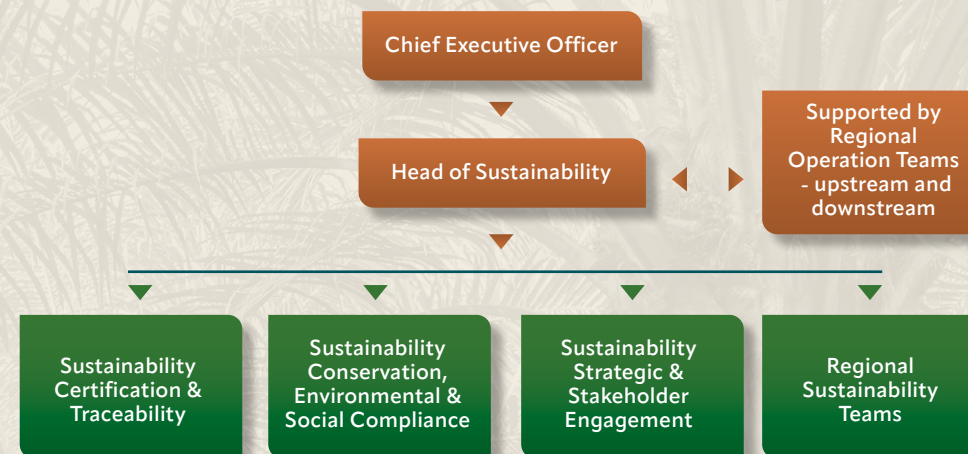 Chief Executive Officer
Head of Sustainability
Supported by
Regional
Operation Teams
- upstream and
downstream
Sustainability
Certification &
Traceability
Sustainability
Conservation,
Environmental &
Social Compliance
Sustainability
Strategic &
Stakeholder
Engagement
Regional
Sustainability
Teams